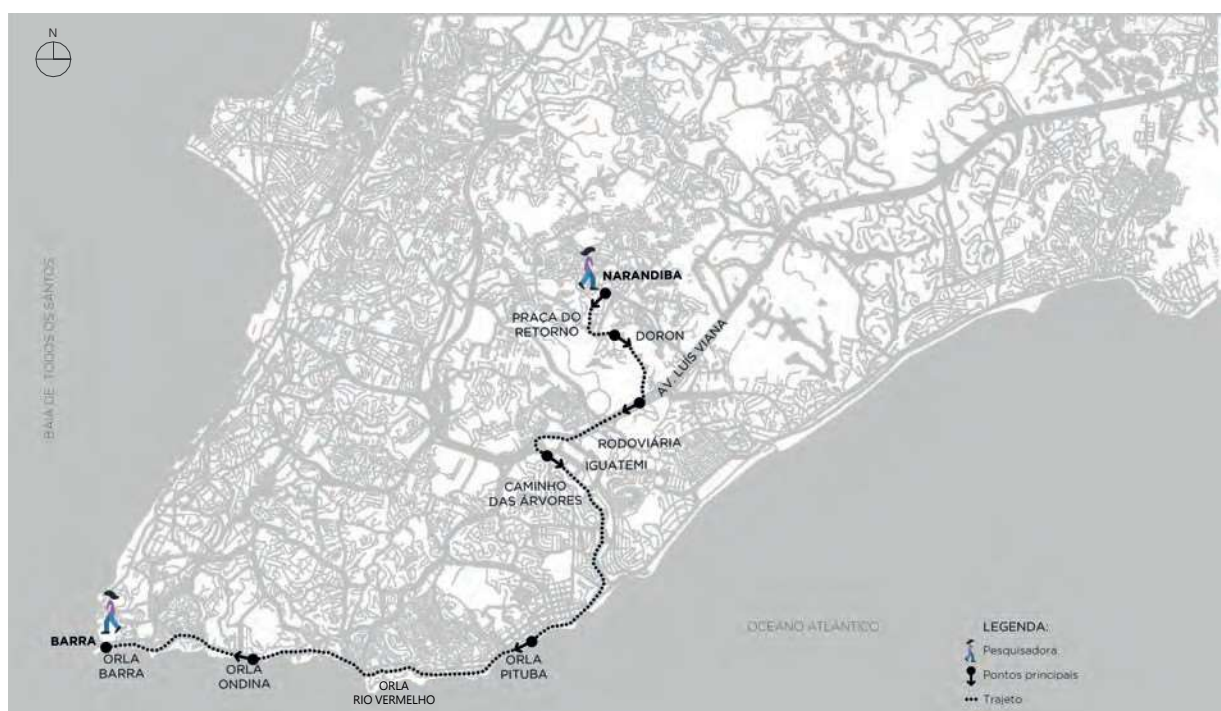 N
BAIA DE TODOS OS SANTOS
NARANDIBA
PRAÇA DO
RETORNO
DORON
AV. LUÍS VIANA
RODOVIÁRIA
IGUATEMI
CAMINHO
DAS ÁRVORES
BARRA
ORLA
BARRA
ORLA
ONDINA
ORLA
RIO VERMELHO
ORLA
PITUBA
OCEANO ATLÂNTICO
LEGENDA:
Pesquisadora
Pontos principais
Trajeto